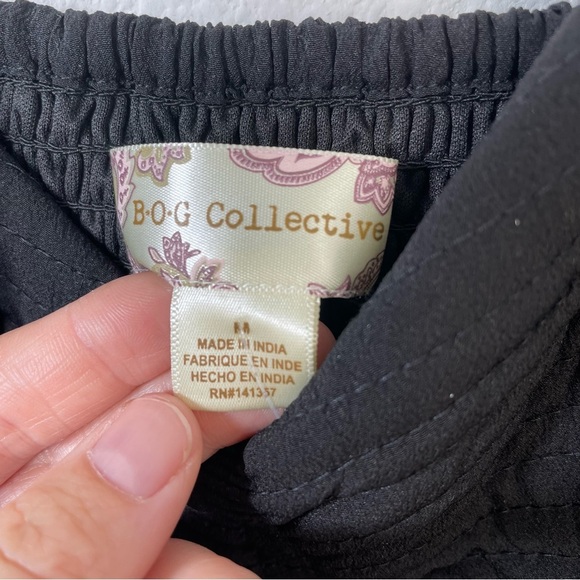 B·O·G Collective
M
MADE IN INDIA
FABRIQUE EN INDE
HECHO EN INDIA
RN#141357